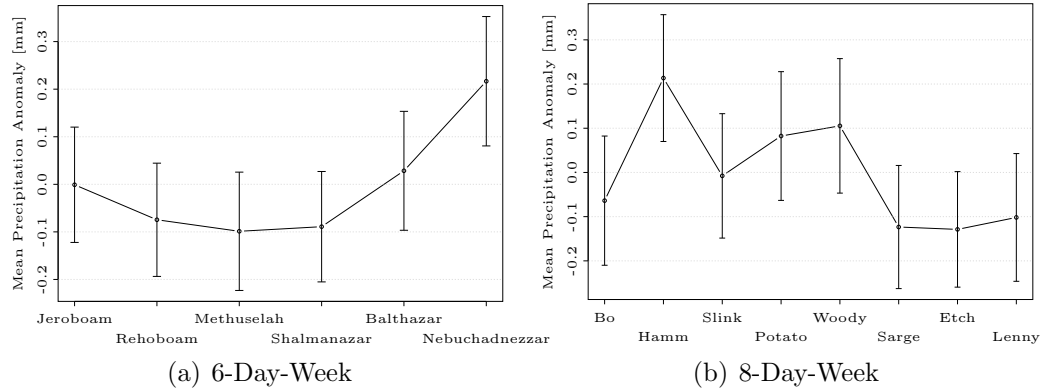 Mean Precipitation Anomaly [mm]
0.3
0.2
0.1
0.0
-0.1
-0.2
Jeroboam Methuselah Balthazar
Rehoboam Shalmanazar Nebuchadnezzar
(a) 6-Day-Week
Mean Precipitation Anomaly [mm]
0.3
0.2
0.1
0.0
-0.1
-0.2
Bo Slink Woody Etch
Hamm Potato Sarge Lenny
(b) 8-Day-Week